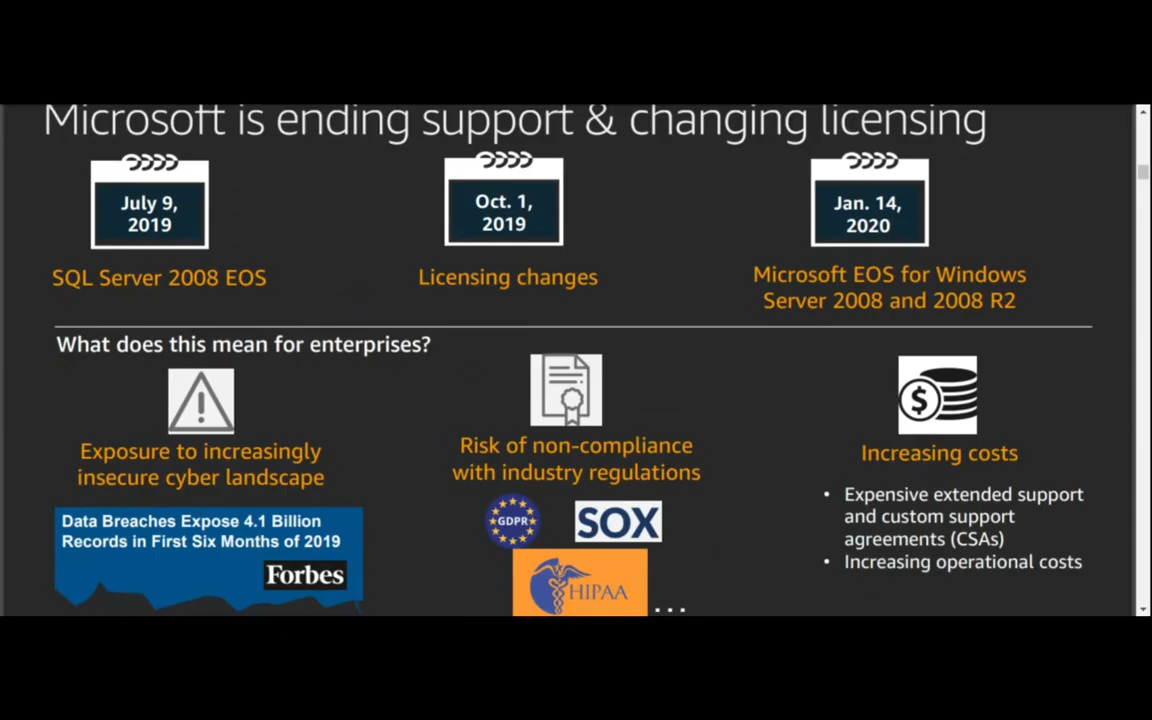 Microsoft is ending support & changing licensing
July 9,
2019
Oct. 1,
2019
Jan. 14,
2020
SQL Server 2008 EOS
Licensing changes
Microsoft EOS for Windows
Server 2008 and 2008 R2
What does this mean for enterprises?
$
Exposure to increasingly
insecure cyber landscape
Data Breaches Expose 4.1 Billion
Records in First Six Months of 2019
Forbes
Risk of non-compliance
with industry regulations
GDPR
SOX
HIPAA
...
Increasing costs
• Expensive extended support
and custom support
agreements (CSAs)
• Increasing operational costs